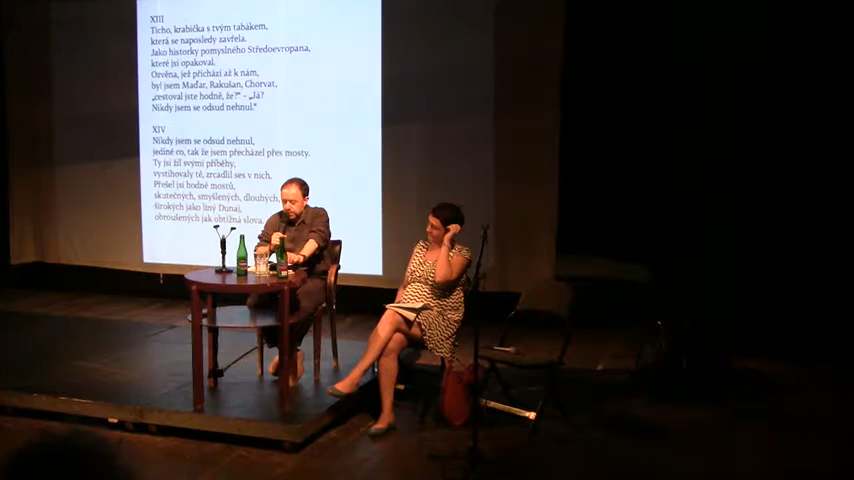 XIII
Ticho, krabička s tvým tabákem,
která se naposledy zavřela.
Jako historky pomyslného Středoevropana,
které jsi opakoval.
Ozvěna, jež přichází až k nám,
byl jsem Maďar, Rakušan, Chorvat,
„cestoval jste hodně, že?“ – „Já?
Nikdy jsem se odsud nehnul.“
XIV
Nikdy jsem se odsud nehnul,
jediné co, tak že jsem přecházel přes mosty,
Ty jsi žil svými příběhy,
vystihovaly tě, zrcadlil ses v nich.
Přešel jsi hodně mostů,
skutečných, smyšlených, dlouhých,
širokých jako líný Dunaj,
obroušených jak obtížná slova.